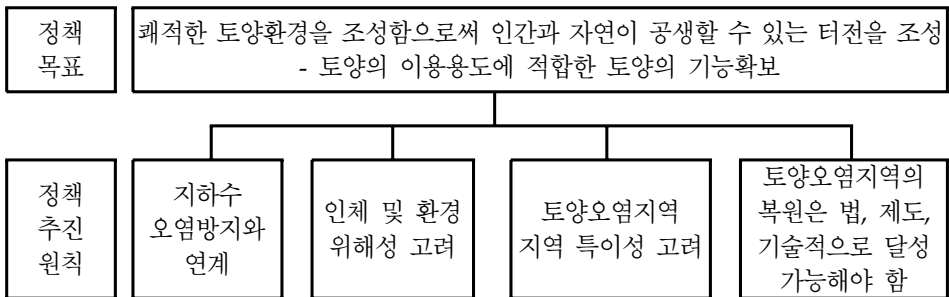 정책
목표
쾌적한 토양환경을 조성함으로써 인간과 자연이 공생할 수 있는 터전을 조성
- 토양의 이용용도에 적합한 토양의 기능확보
정책
추진
원칙
지하수
오염방지와
연계
인체 및 환경
위해성 고려
토양오염지역
지역 특이성 고려
토양오염지역의
복원은 법, 제도,
기술적으로 달성
가능해야 함